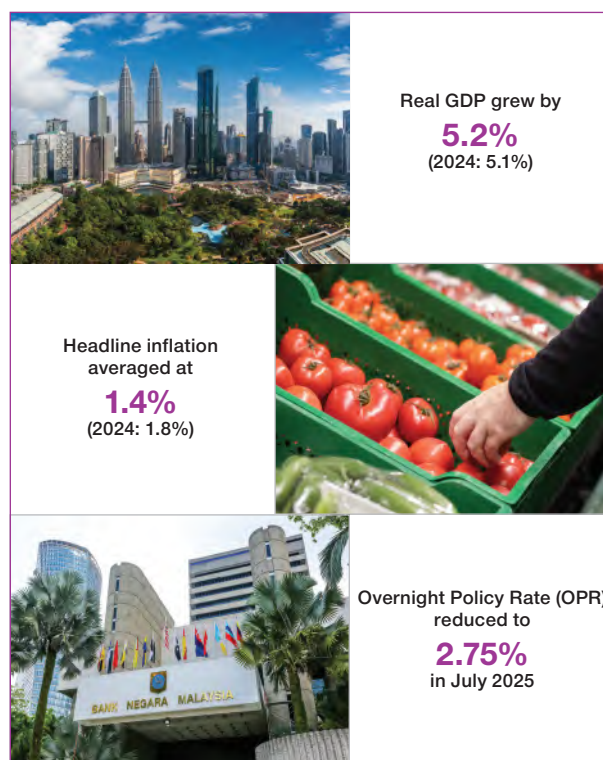 Real GDP grew by
5.2%
(2024: 5.1%)
Headline inflation
averaged at
1.4%
(2024: 1.8%)
BANK NEGARA MALAYSIA
Overnight Policy Rate (OPR)
reduced to
2.75%
in July 2025